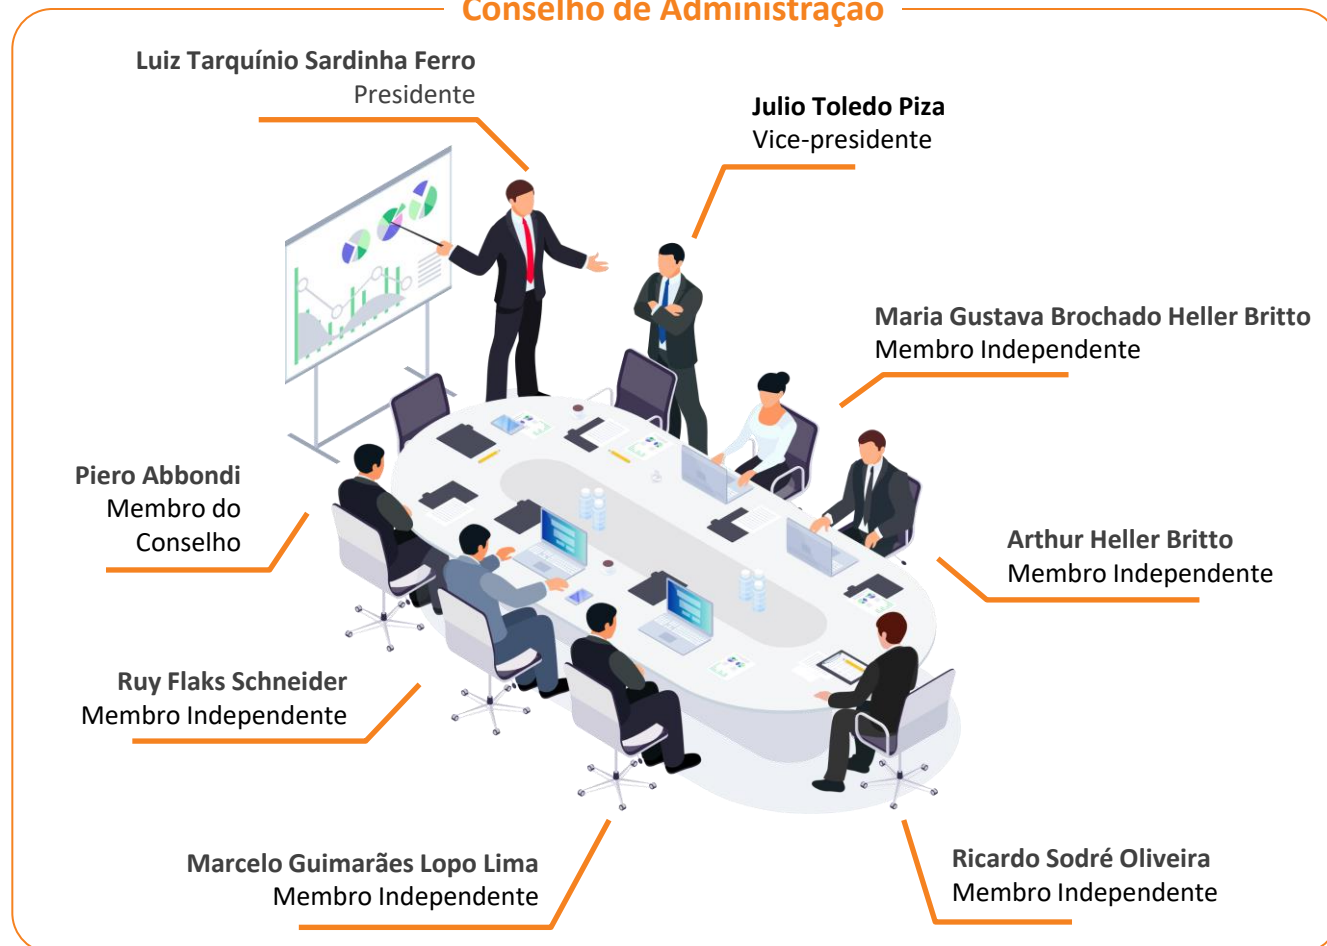 Conselho de Administração
Luiz Tarquínio Sardinha Ferro
Presidente
Julio Toledo Piza
Vice-presidente
Maria Gustava Brochado Heller Britto
Membro Independente
Piero Abbondi
Membro do
Conselho
Arthur Heller Britto
Membro Independente
Ruy Flaks Schneider
Membro Independente
Marcelo Guimarães Lopo Lima
Membro Independente
Ricardo Sodré Oliveira
Membro Independente